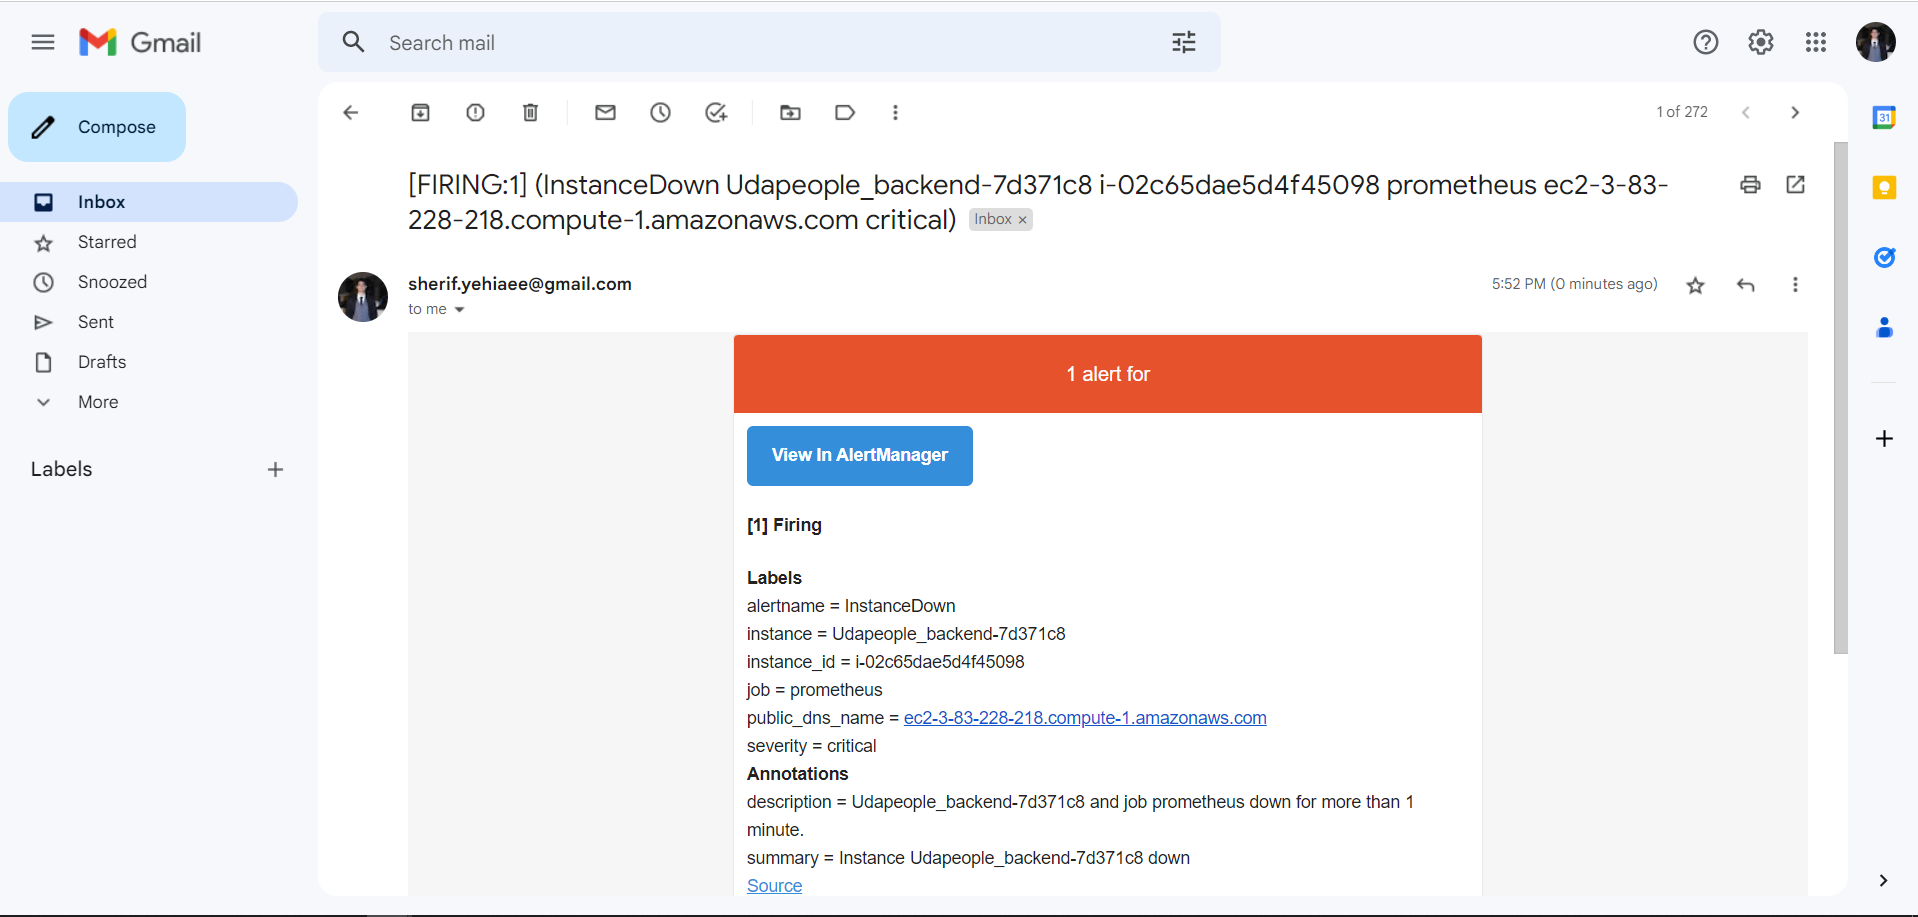 Gmail
Search mail
Compose
1 of 272
Inbox
Starred
Snoozed
Sent
Drafts
More
Labels
[FIRING:1] (InstanceDown Udapeople_backend-7d371c8 i-02c65dae5d4f45098 prometheus ec2-3-83-
228-218.compute-1.amazonaws.com critical) Inbox ×
sherif.yehiaee@gmail.com
5:52 PM (0 minutes ago)
to me
1 alert for
View In AlertManager
[1] Firing
Labels
alertname = InstanceDown
instance = Udapeople_backend-7d371c8
instance_id = i-02c65dae5d4f45098
job = prometheus
public_dns_name = ec2-3-83-228-218.compute-1.amazonaws.com
severity = critical
Annotations
description = Udapeople_backend-7d371c8 and job prometheus down for more than 1
minute.
summary = Instance Udapeople_backend-7d371c8 down
Source
31